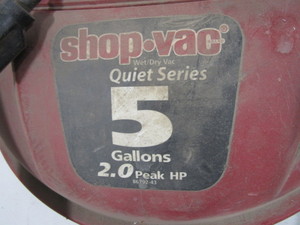 shop·vac
Wet/Dry Vac
Quiet Series
5
Gallons
2.0 Peak HP